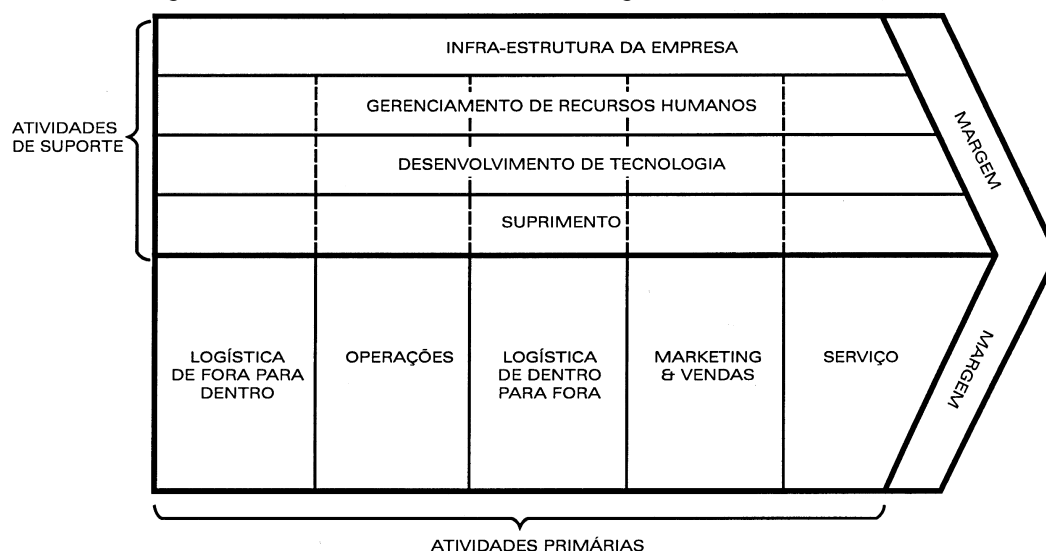 INFRA-ESTRUTURA DA EMPRESA
GERENCIAMENTO DE RECURSOS HUMANOS
ATIVIDADES
DE SUPORTE
DESENVOLVIMENTO DE TECNOLOGIA
SUPRIMENTO
MARGEM
LOGÍSTICA
DE FORA PARA
DENTRO
OPERAÇÕES
LOGÍSTICA
DE DENTRO
PARA FORA
MARKETING
& VENDAS
SERVIÇO
MARGEM
ATIVIDADES PRIMÁRIAS